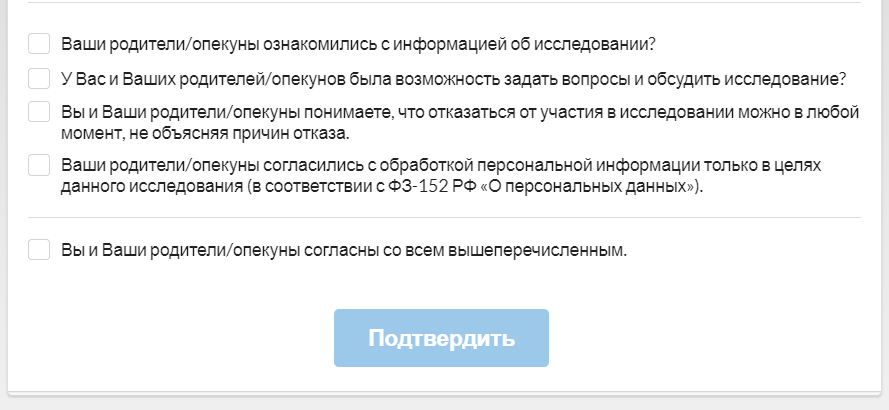 Ваши родители/опекуны ознакомились с информацией об исследовании?
У Вас и Ваших родителей/опекунов была возможность задать вопросы и обсудить исследование?
Вы и Ваши родители/опекуны понимаете, что отказаться от участия в исследовании можно в любой
момент, не объясняя причин отказа.
Ваши родители/опекуны согласились с обработкой персональной информации только в целях
данного исследования (в соответствии с ФЗ-152 РФ «О персональных данных»).
Вы и Ваши родители/опекуны согласны со всем вышеперечисленным.
Подтвердить